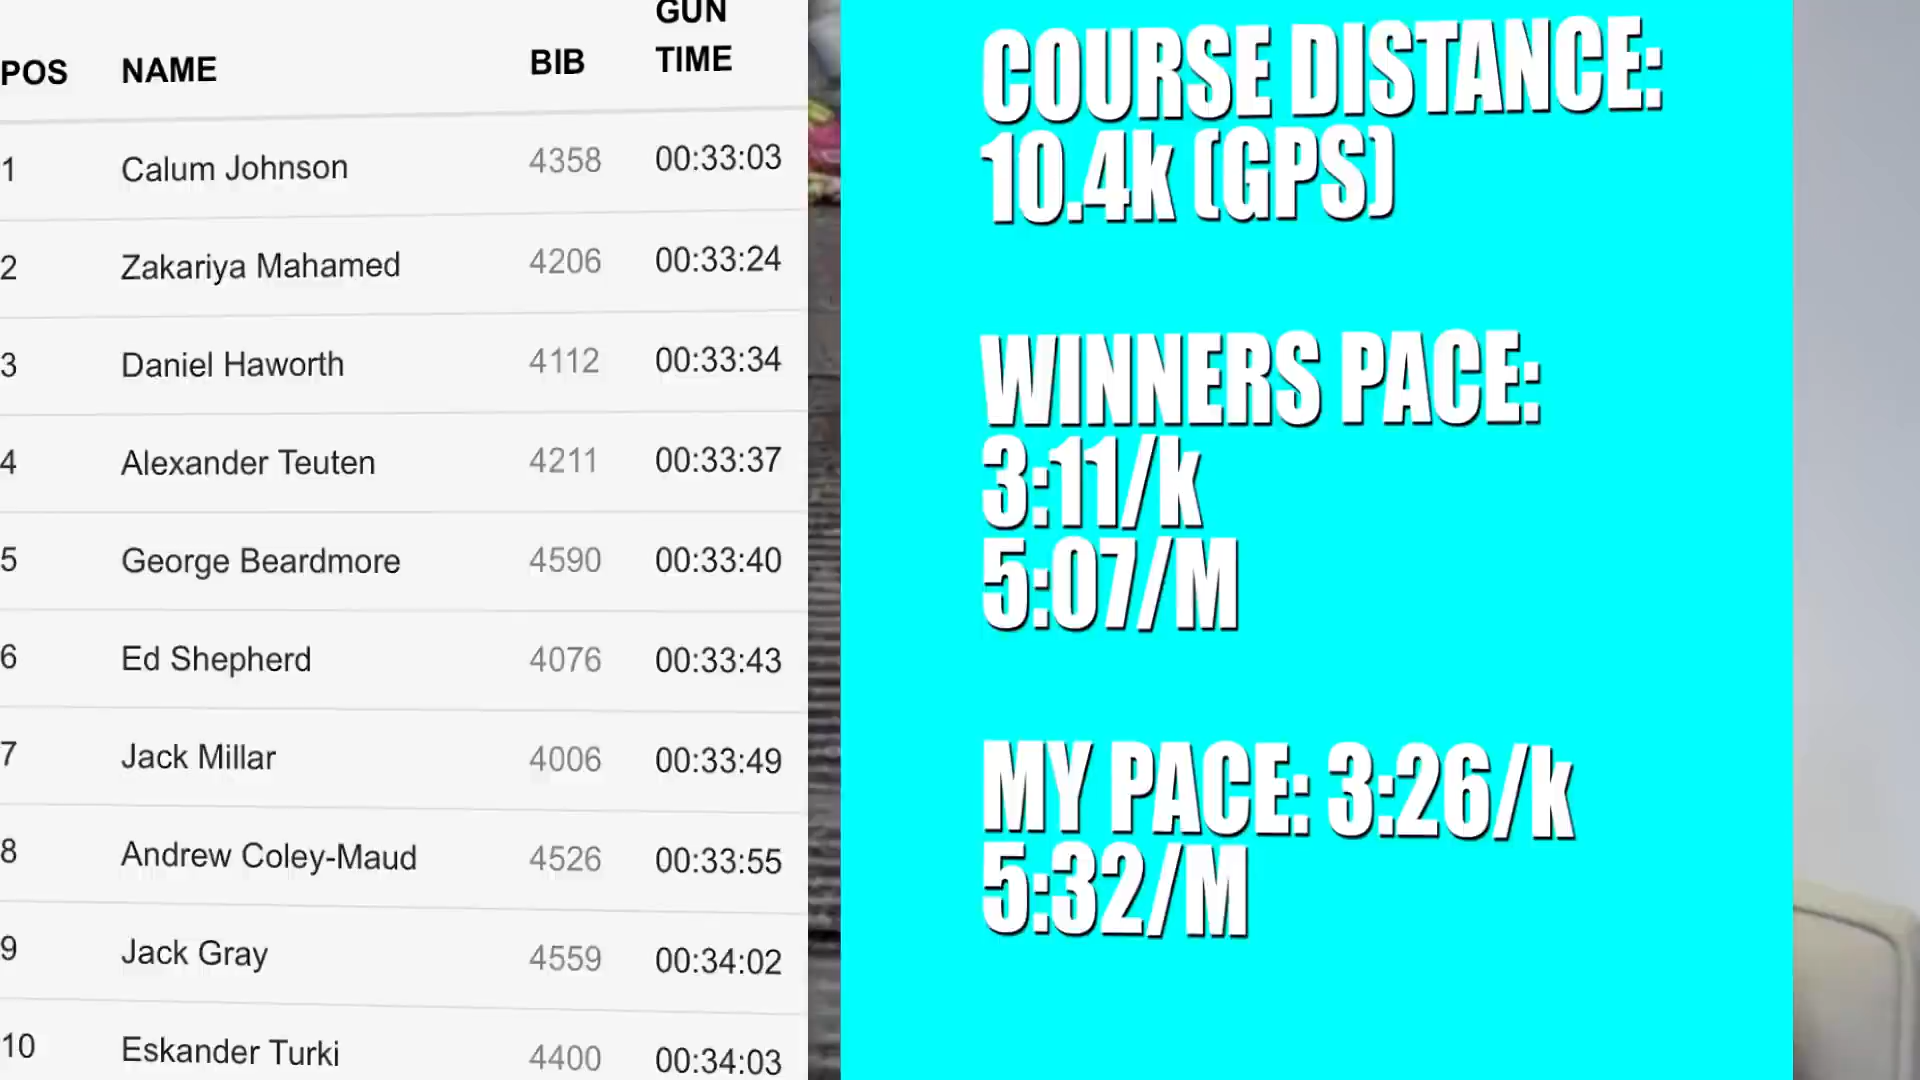 POS NAME BIB GUN TIME
1 Calum Johnson 4358 00:33:03
2 Zakariya Mahamed 4206 00:33:24
3 Daniel Haworth 4112 00:33:34
4 Alexander Teuten 4211 00:33:37
5 George Beardmore 4590 00:33:40
6 Ed Shepherd 4076 00:33:43
7 Jack Millar 4006 00:33:49
8 Andrew Coley-Maud 4526 00:33:55
9 Jack Gray 4559 00:34:02
10 Eskander Turki 4400 00:34:03
COURSE DISTANCE:
10.4k (GPS)
WINNERS PACE:
3:11/k
5:07/M
MY PACE: 3:26/k
5:32/M